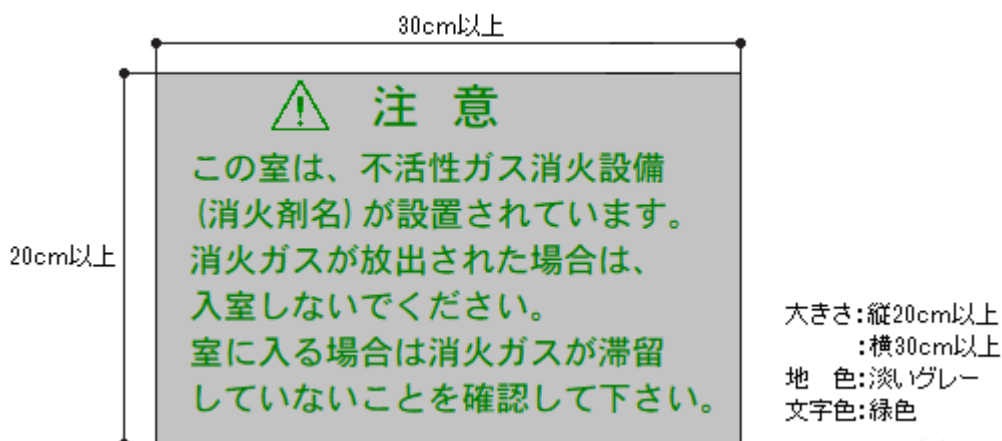 30cm以上
注 意
この室は、不活性ガス消火設備
(消火剤名)が設置されています。
消火ガスが放出された場合は、
入室しないでください。
室に入る場合は消火ガスが滞留
していないことを確認して下さい。
20cm以上
大きさ:縦20cm以上
:横30cm以上
地 色:淡いグレー
文字色:緑色